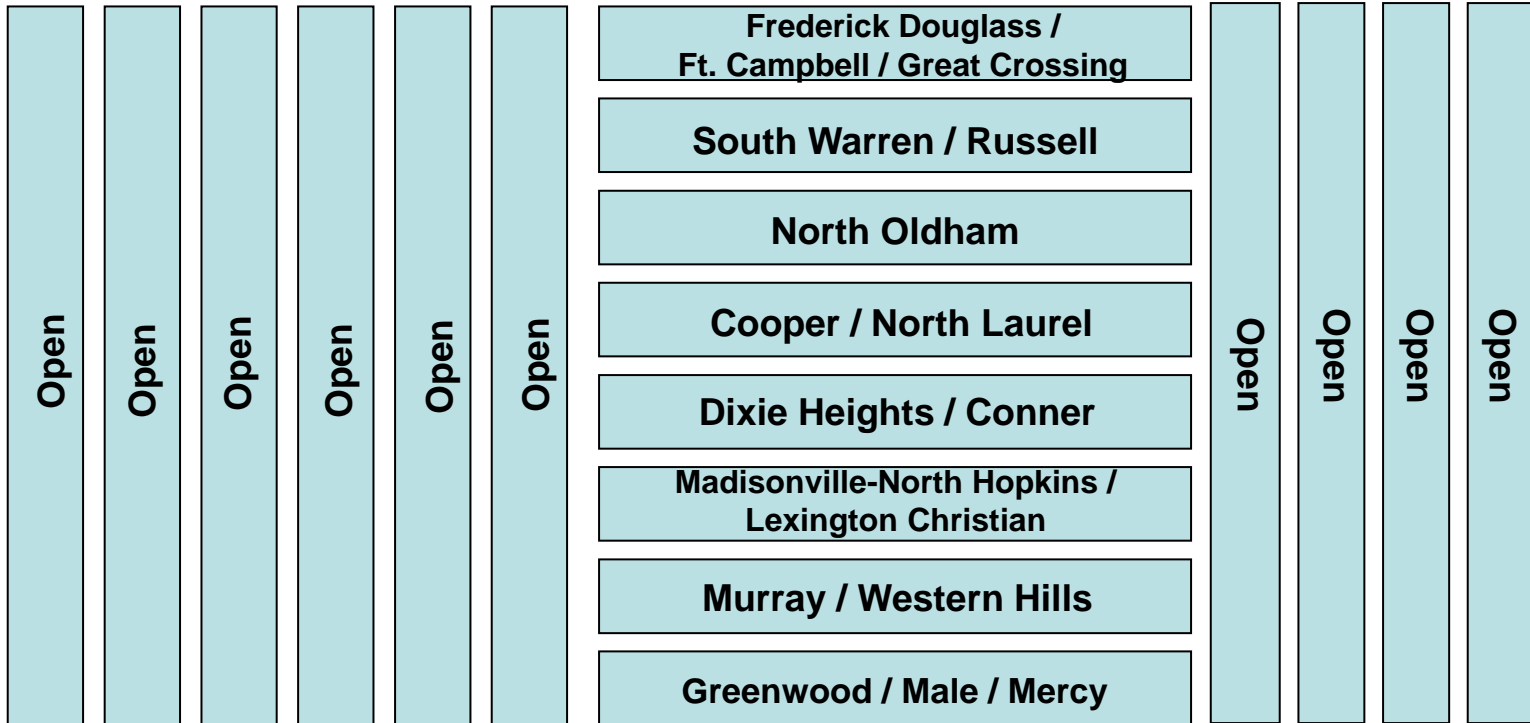 Open
Open
Open
Open
Open
Open
Frederick Douglass /
Ft. Campbell / Great Crossing
South Warren / Russell
North Oldham
Cooper / North Laurel
Dixie Heights / Conner
Madisonville-North Hopkins /
Lexington Christian
Murray / Western Hills
Greenwood / Male / Mercy
Open
Open
Open
Open